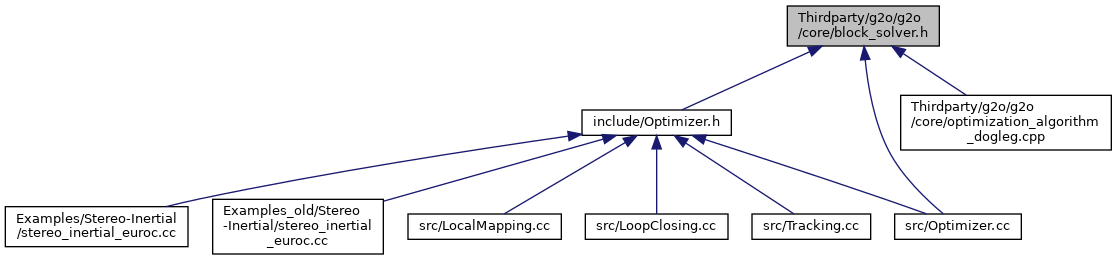 Thirdparty/g2o/g2o
/core/block_solver.h
include/Optimizer.h
Thirdparty/g2o/g2o
/core/optimization_algorithm
_dogleg.cpp
Examples/Stereo-Inertial
/stereo_inertial_euroc.cc
Examples_old/Stereo
-Inertial/stereo_inertial
_euroc.cc
src/LocalMapping.cc
src/LoopClosing.cc
src/Tracking.cc
src/Optimizer.cc